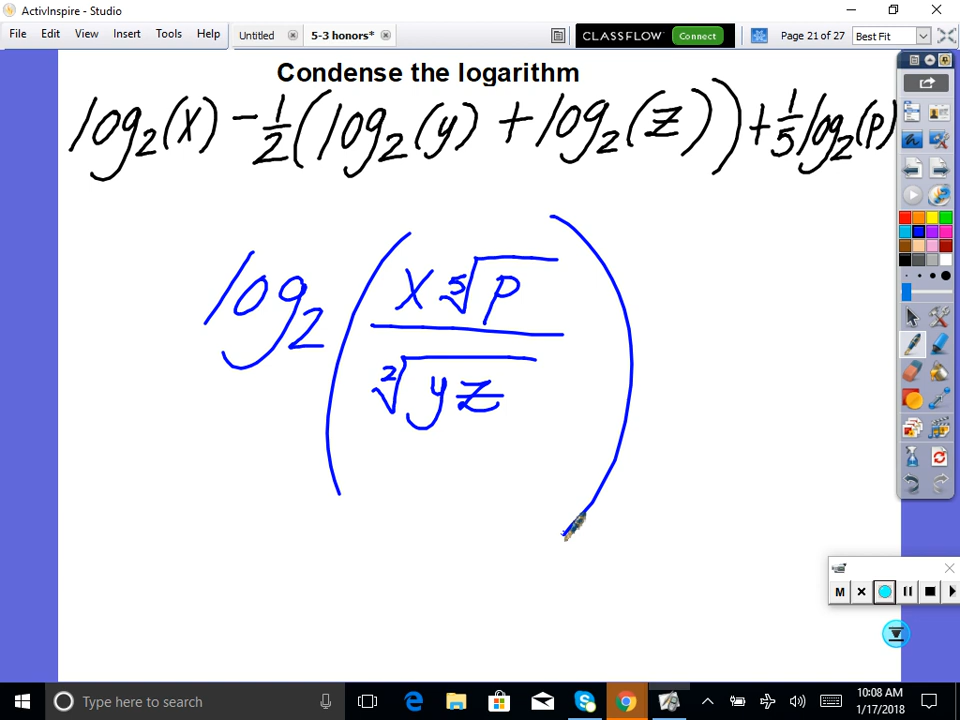 ActivInspire - Studio
File Edit View Insert Tools Help Untitled 5-3 honors* CLASSFLOW Connect Page 21 of 27 Best Fit
Condense the logarithm
log₂(x) - 1/2(log₂(y) + log₂(z)) + 1/5 log₂(p)
log₂(x ⁵√p / ²√yz)
M
Type here to search
10:08 AM
1/17/2018